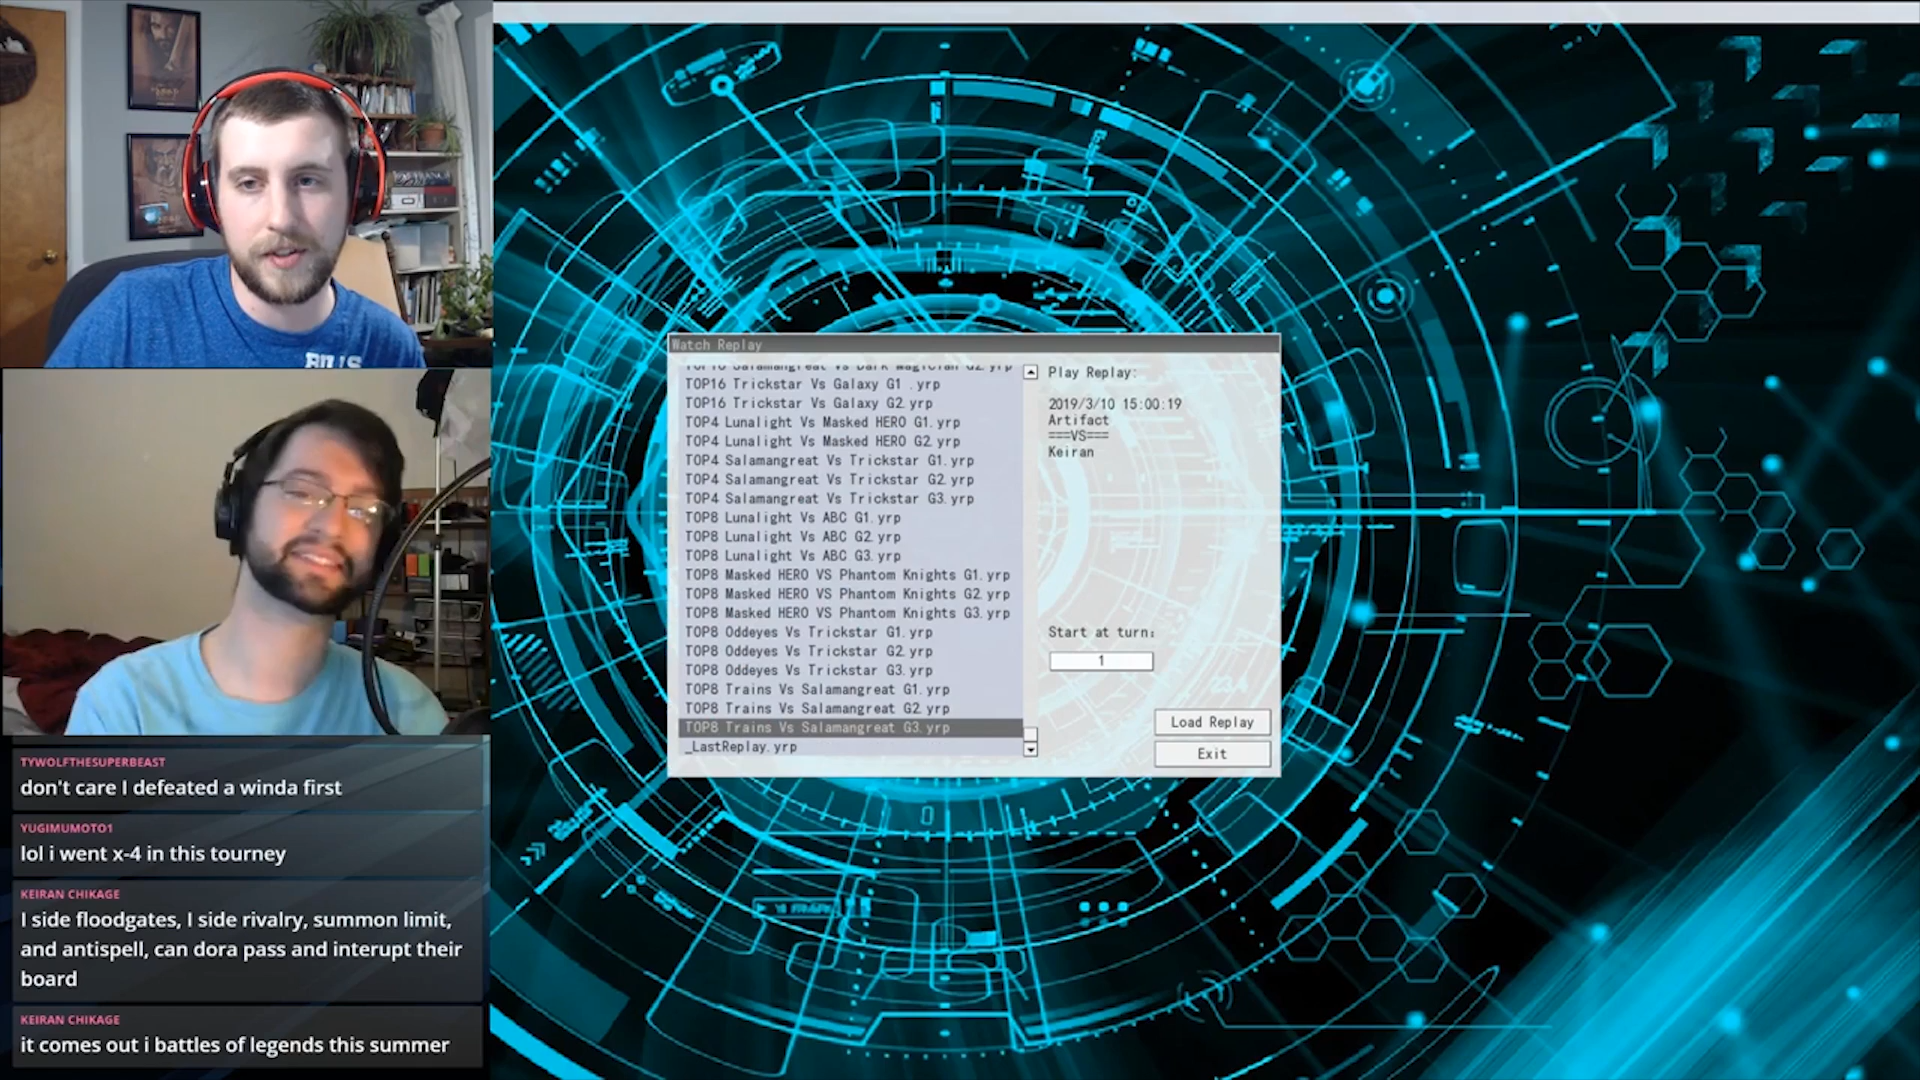 Watch Replay
TOP16 Salamangreat Vs Dark Magician G2.yrp
TOP16 Trickstar Vs Galaxy G1 .yrp
TOP16 Trickstar Vs Galaxy G2.yrp
TOP4 Lunalight Vs Masked HERO G1.yrp
TOP4 Lunalight Vs Masked HERO G2.yrp
TOP4 Salamangreat Vs Trickstar G1.yrp
TOP4 Salamangreat Vs Trickstar G2.yrp
TOP4 Salamangreat Vs Trickstar G3.yrp
TOP8 Lunalight Vs ABC G1.yrp
TOP8 Lunalight Vs ABC G2.yrp
TOP8 Lunalight Vs ABC G3.yrp
TOP8 Masked HERO VS Phantom Knights G1.yrp
TOP8 Masked HERO VS Phantom Knights G2.yrp
TOP8 Masked HERO VS Phantom Knights G3.yrp
TOP8 Oddeyes Vs Trickstar G1.yrp
TOP8 Oddeyes Vs Trickstar G2.yrp
TOP8 Oddeyes Vs Trickstar G3.yrp
TOP8 Trains Vs Salamangreat G1.yrp
TOP8 Trains Vs Salamangreat G2.yrp
TOP8 Trains Vs Salamangreat G3.yrp
_LastReplay.yrp
Play Replay:
2019/3/10 15:00:19
Artifact
===VS===
Keiran
Start at turn:
1
Load Replay
Exit
TYWOLFTHESUPERBEAST
don't care I defeated a winda first
YUGIMUMOTO1
lol i went x-4 in this tourney
KEIRAN CHIKAGE
I side floodgates, I side rivalry, summon limit,
and antispell, can dora pass and interupt their
board
KEIRAN CHIKAGE
it comes out i battles of legends this summer